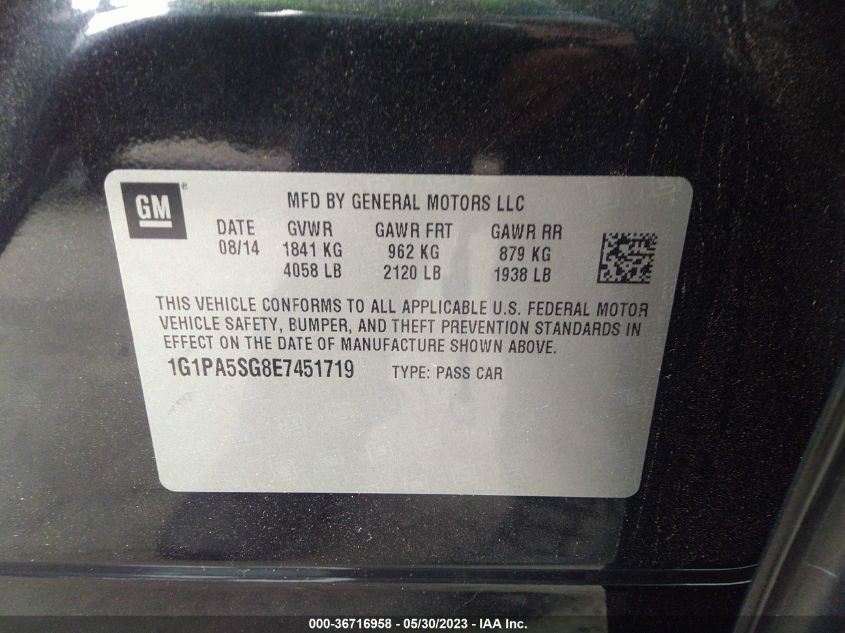 GM
MFD BY GENERAL MOTORS LLC
DATE GVWR GAWR FRT GAWR RR
08/14 1841 KG 962 KG 879 KG
4058 LB 2120 LB 1938 LB
THIS VEHICLE CONFORMS TO ALL APPLICABLE U.S. FEDERAL MOTOR
VEHICLE SAFETY, BUMPER, AND THEFT PREVENTION STANDARDS IN
EFFECT ON THE DATE OF MANUFACTURE SHOWN ABOVE.
1G1PA5SG8E7451719 TYPE: PASS CAR
000-36716958 - 05/30/2023 - IAA Inc.